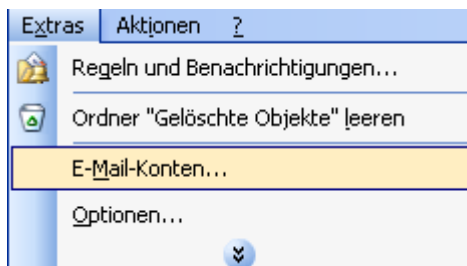 Extras Aktionen ?
Regeln und Benachrichtigungen...
Ordner "Gelöschte Objekte" leeren
E-Mail-Konten...
Optionen...